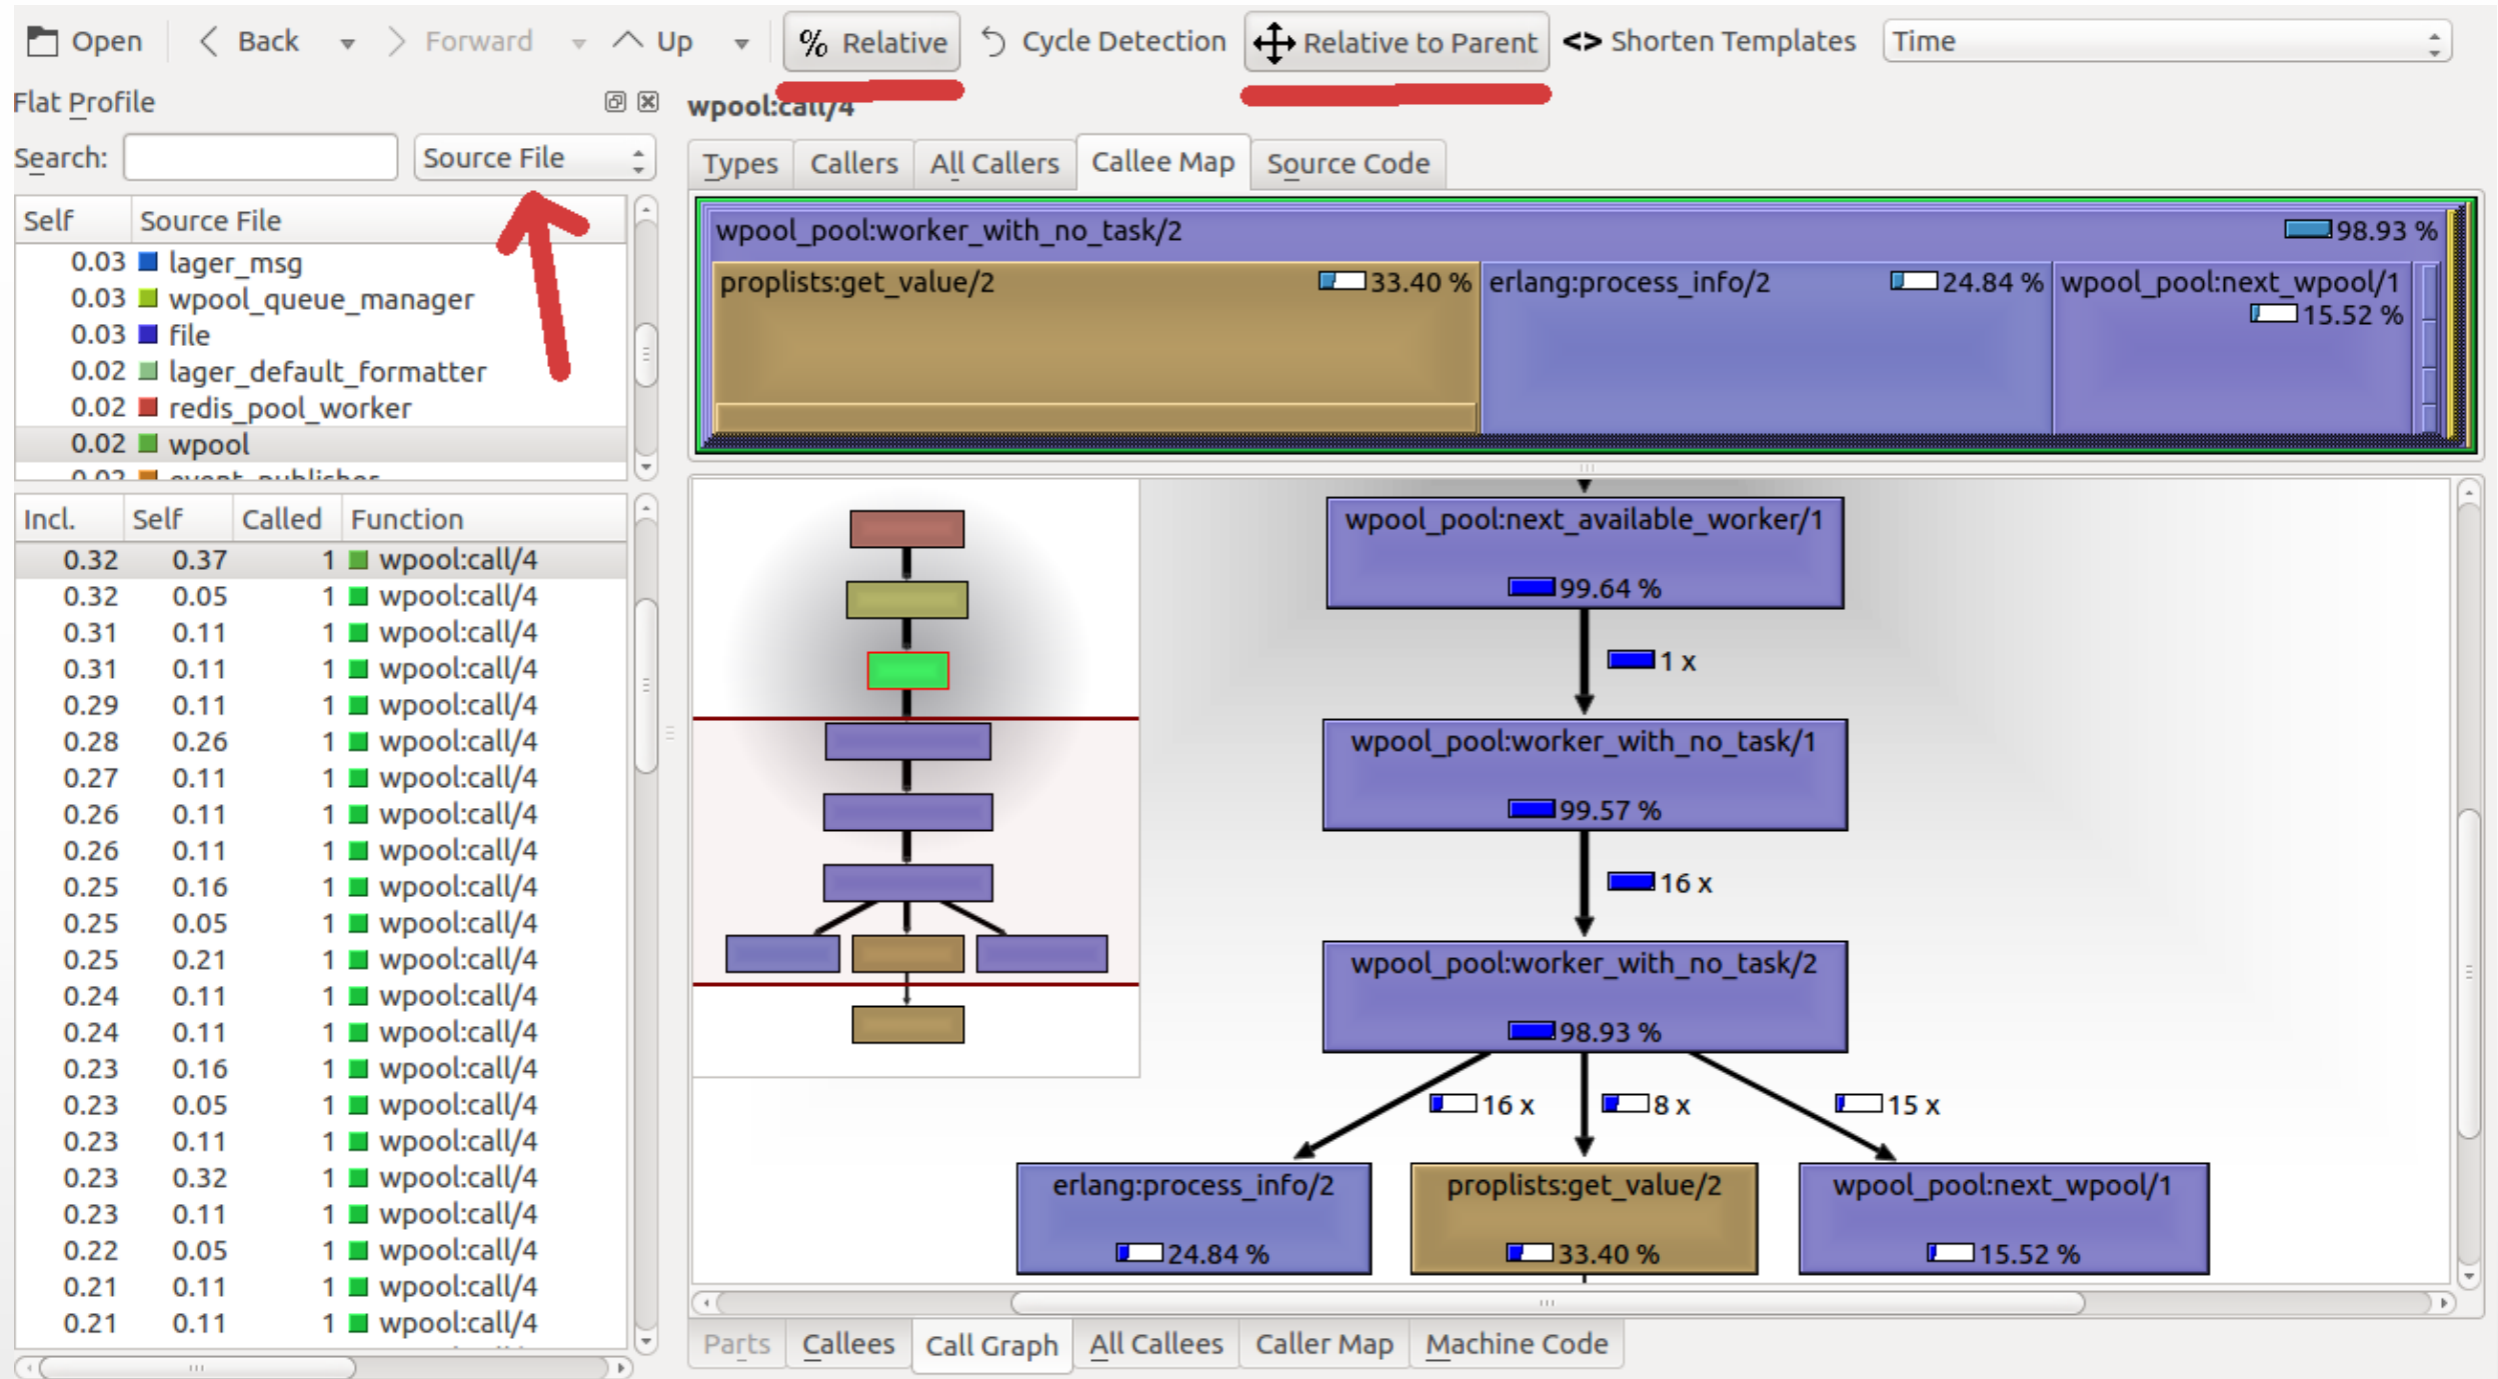 Open Back Forward Up % Relative Cycle Detection Relative to Parent <> Shorten Templates Time
Flat Profile
Search: Source File
Self Source File
0.03 lager_msg
0.03 wpool_queue_manager
0.03 file
0.02 lager_default_formatter
0.02 redis_pool_worker
0.02 wpool
0.02 event_publisher
Incl. Self Called Function
0.32 0.37 1 wpool:call/4
0.32 0.05 1 wpool:call/4
0.31 0.11 1 wpool:call/4
0.31 0.11 1 wpool:call/4
0.29 0.11 1 wpool:call/4
0.28 0.26 1 wpool:call/4
0.27 0.11 1 wpool:call/4
0.26 0.11 1 wpool:call/4
0.26 0.11 1 wpool:call/4
0.25 0.16 1 wpool:call/4
0.25 0.05 1 wpool:call/4
0.25 0.21 1 wpool:call/4
0.24 0.11 1 wpool:call/4
0.24 0.11 1 wpool:call/4
0.23 0.16 1 wpool:call/4
0.23 0.05 1 wpool:call/4
0.23 0.11 1 wpool:call/4
0.23 0.32 1 wpool:call/4
0.23 0.11 1 wpool:call/4
0.22 0.05 1 wpool:call/4
0.21 0.11 1 wpool:call/4
0.21 0.11 1 wpool:call/4
wpool:call/4
Types Callers All Callers Callee Map Source Code
wpool_pool:worker_with_no_task/2 98.93 %
proplists:get_value/2 33.40 % erlang:process_info/2 24.84 % wpool_pool:next_wpool/1
15.52 %
wpool_pool:next_available_worker/1
99.64 %
1 x
wpool_pool:worker_with_no_task/1
99.57 %
16 x
wpool_pool:worker_with_no_task/2
98.93 %
16 x 8 x 15 x
erlang:process_info/2 proplists:get_value/2 wpool_pool:next_wpool/1
24.84 % 33.40 % 15.52 %
Parts Callees Call Graph All Callees Caller Map Machine Code